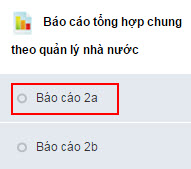 Báo cáo tổng hợp chung
theo quản lý nhà nước
Báo cáo 2a
Báo cáo 2b